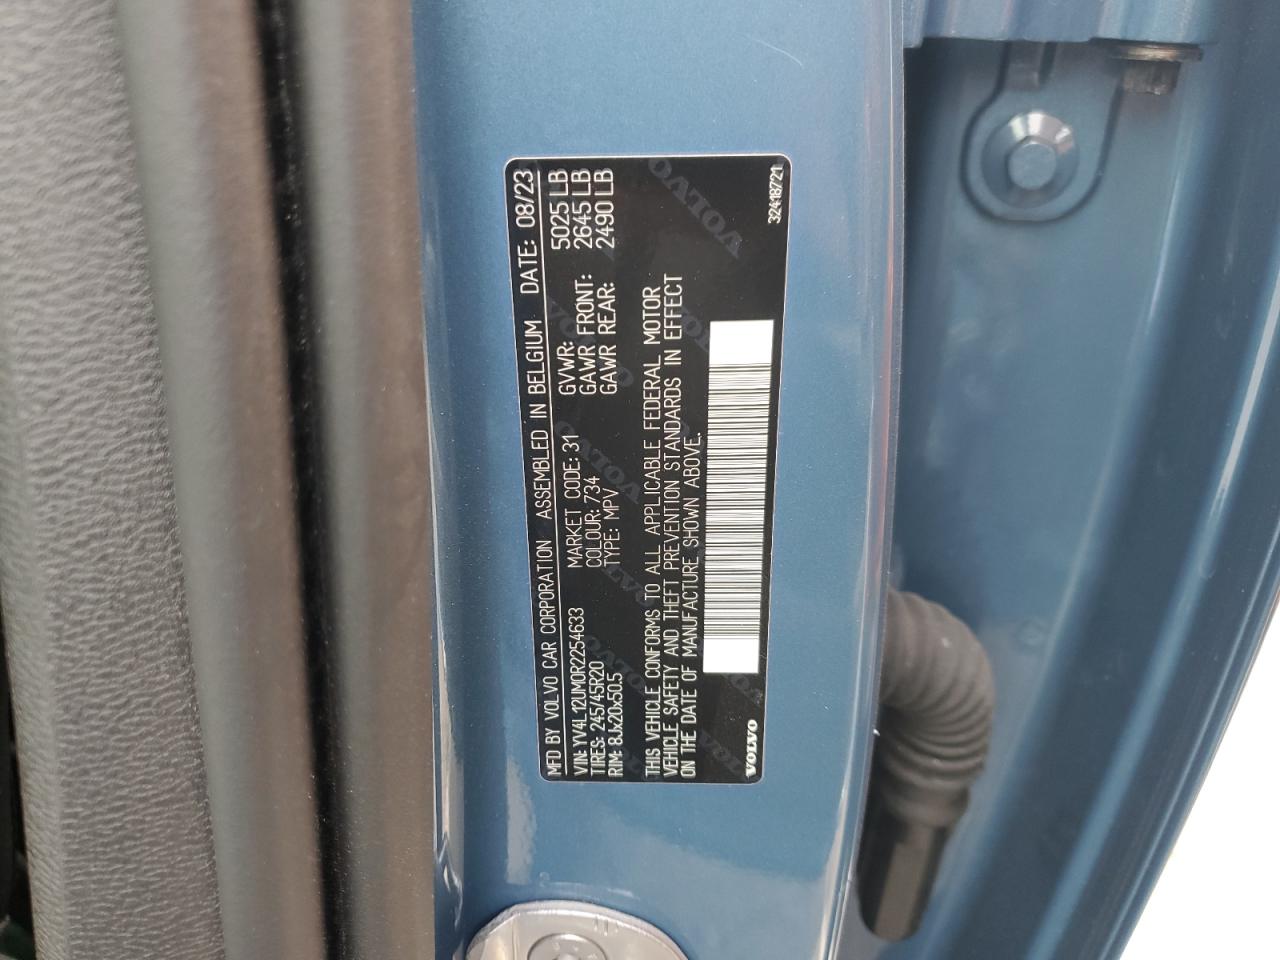 MFD BY VOLVO CAR CORPORATION ASSEMBLED IN BELGIUM DATE: 08/23
VIN: YV4L12UM0R2254633 MARKET CODE: 31 GVWR: 5025 LB
TIRES: 245/45R20 COLOUR: 734 GAWR FRONT: 2645 LB
RIM: 8Jx20x50.5 TYPE: MPV GAWR REAR: 2490 LB
THIS VEHICLE CONFORMS TO ALL APPLICABLE FEDERAL MOTOR
VEHICLE SAFETY AND THEFT PREVENTION STANDARDS IN EFFECT
ON THE DATE OF MANUFACTURE SHOWN ABOVE.
VOLVO 32418721